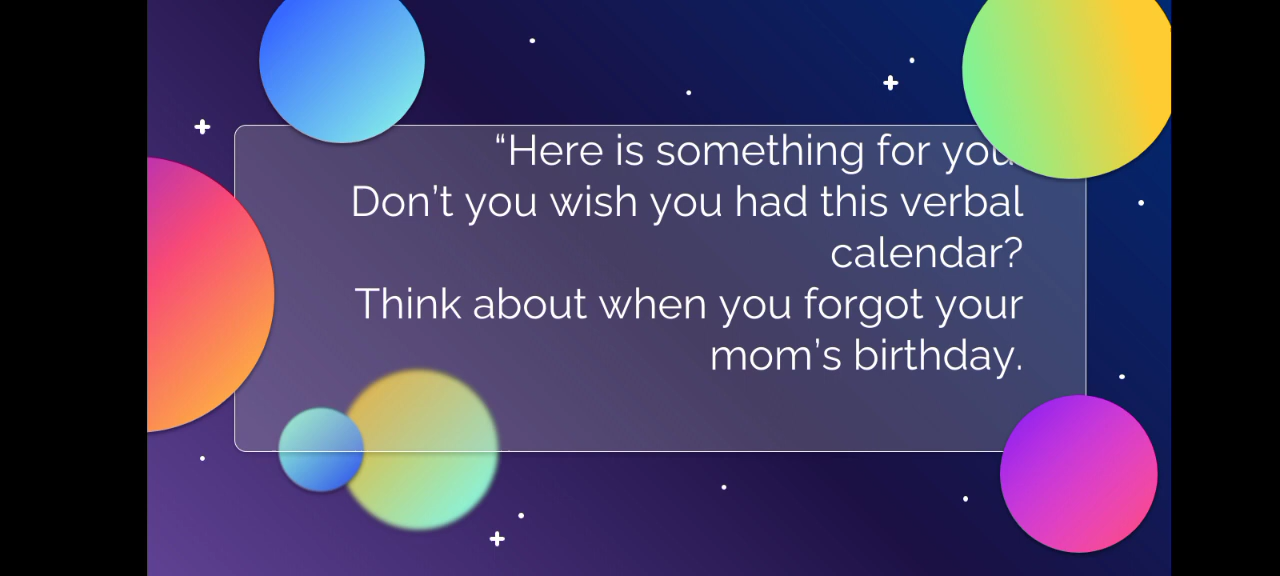 “Here is something for you
Don’t you wish you had this verbal
calendar?
Think about when you forgot your
mom’s birthday.